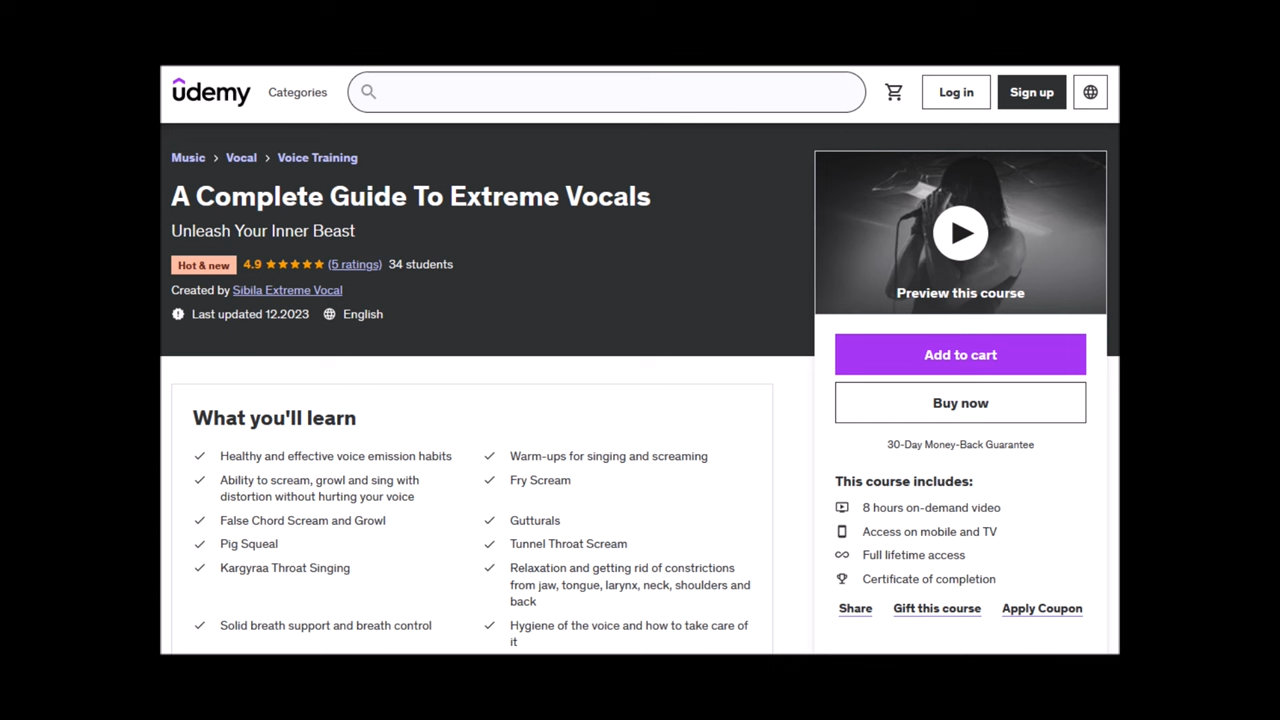 udemy
Categories
Log in
Sign up
Music > Vocal > Voice Training
A Complete Guide To Extreme Vocals
Unleash Your Inner Beast
Hot & new 4.9 (5 ratings) 34 students
Created by Sibila Extreme Vocal
Last updated 12.2023 English
Preview this course
Add to cart
Buy now
30-Day Money-Back Guarantee
This course includes:
8 hours on-demand video
Access on mobile and TV
Full lifetime access
Certificate of completion
Share Gift this course Apply Coupon
What you'll learn
Healthy and effective voice emission habits
Warm-ups for singing and screaming
Ability to scream, growl and sing with
distortion without hurting your voice
Fry Scream
False Chord Scream and Growl
Gutturals
Pig Squeal
Tunnel Throat Scream
Kargyraa Throat Singing
Relaxation and getting rid of constrictions
from jaw, tongue, larynx, neck, shoulders and
back
Solid breath support and breath control
Hygiene of the voice and how to take care of
it